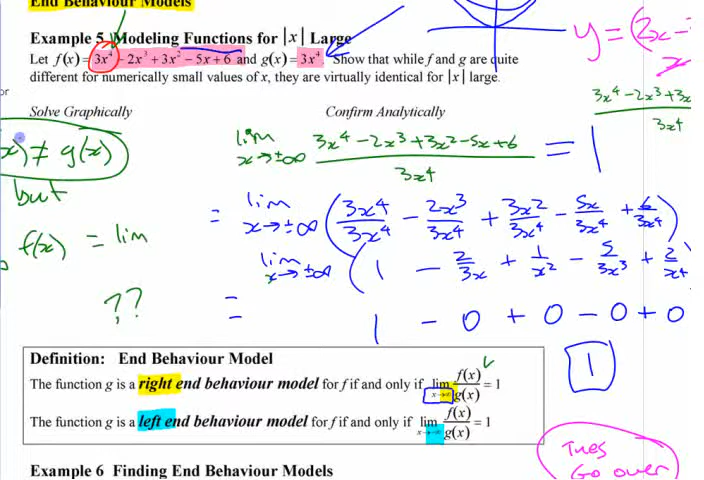 End Behaviour Models
Example 5 Modeling Functions for |x| Large
Let f(x) = 3x⁴ − 2x³ + 3x² − 5x + 6 and g(x) = 3x⁴. Show that while f and g are quite
different for numerically small values of x, they are virtually identical for |x| large.
y = (2x −
or
Solve Graphically
Confirm Analytically
x) ≠ g(x)
but
f(x) = lim
??
lim x→±∞ (3x⁴ − 2x³ + 3x² − 5x + 6)/3x⁴ = 1
3x⁴ − 2x³ + 3x
3x⁴
= lim x→±∞ (3x⁴/3x⁴ − 2x³/3x⁴ + 3x²/3x⁴ − 5x/3x⁴ + 6/3x⁴)
lim x→±∞ (1 − 2/3x + 1/x² − 5/3x³ + 2/x⁴)
= 1 − 0 + 0 − 0 + 0
1
Definition: End Behaviour Model
The function g is a right end behaviour model for f if and only if lim x→∞ f(x)/g(x) = 1
The function g is a left end behaviour model for f if and only if lim x→−∞ f(x)/g(x) = 1
Tues
Go over
Example 6 Finding End Behaviour Models